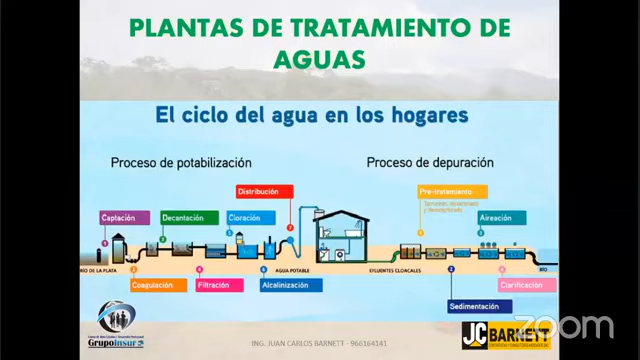 PLANTAS DE TRATAMIENTO DE
AGUAS
El ciclo del agua en los hogares
Proceso de potabilización
Proceso de depuración
Distribución
Pre-tratamiento
Captación
Decantación
Cloración
Aireación
RÍO DE LA PLATA
AGUA POTABLE
EFLUENTES CLOACALES
Coagulación
Filtración
Alcalinización
Clarificación
Sedimentación
Grupoinsur
ING. JUAN CARLOS BARNETT - 966164141
JC BARNETT
zoom